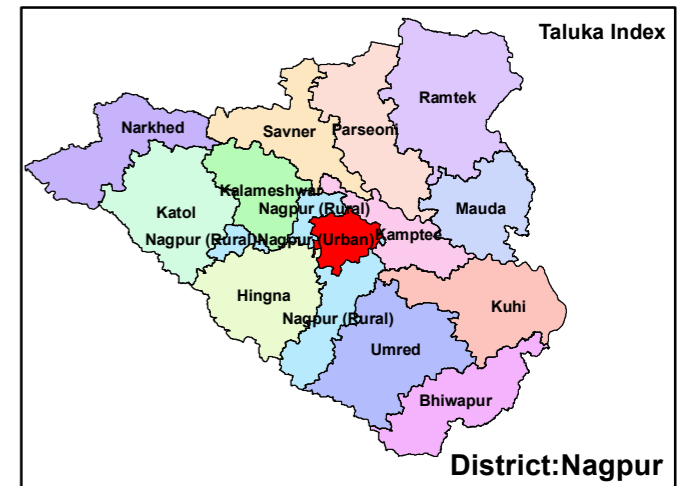 Taluka Index
Ramtek
Narkhed
Savner
Parseoni
Kalameshwar
Nagpur (Rural)
Katol
Mauda
Nagpur (Rural)
Nagpur (Urban)
Kamptee
Hingna
Kuhi
Nagpur (Rural)
Umred
Bhiwapur
District:Nagpur